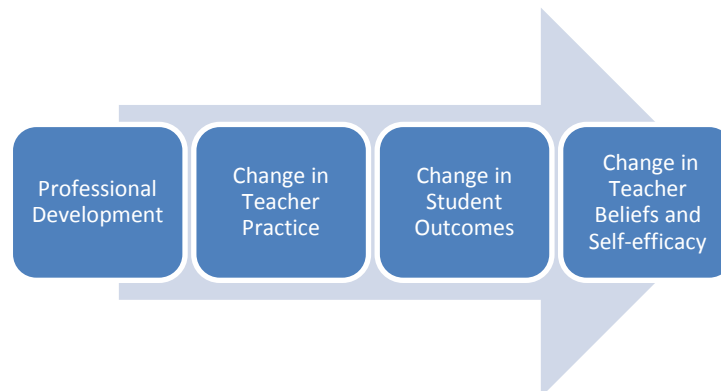 Professional
Development
Change in
Teacher
Practice
Change in
Student
Outcomes
Change in
Teacher
Beliefs and
Self-efficacy